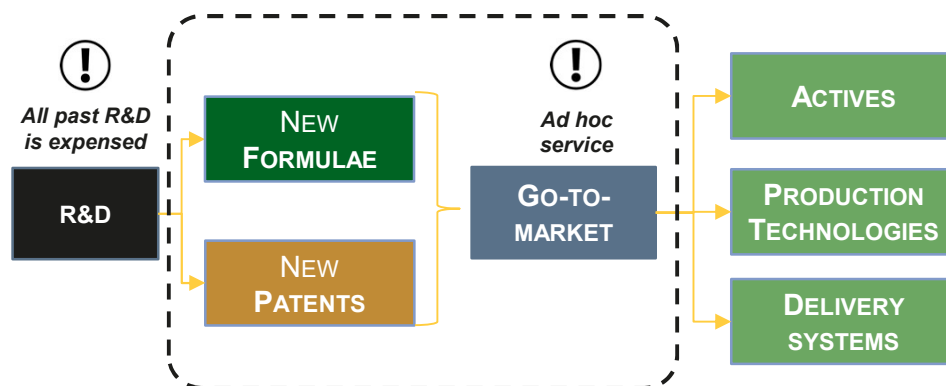 !
All past R&D
is expensed
R&D
NEW
FORMULAE
NEW
PATENTS
!
Ad hoc
service
GO-TO-
MARKET
ACTIVES
PRODUCTION
TECHNOLOGIES
DELIVERY
SYSTEMS